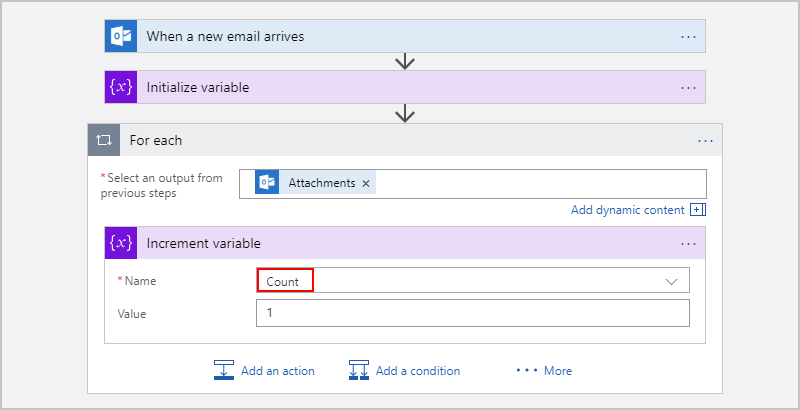 When a new email arrives
{x} Initialize variable
For each
*Select an output from
previous steps
Attachments ×
Add dynamic content
{x} Increment variable
*Name
Count
Value
1
Add an action
Add a condition
More